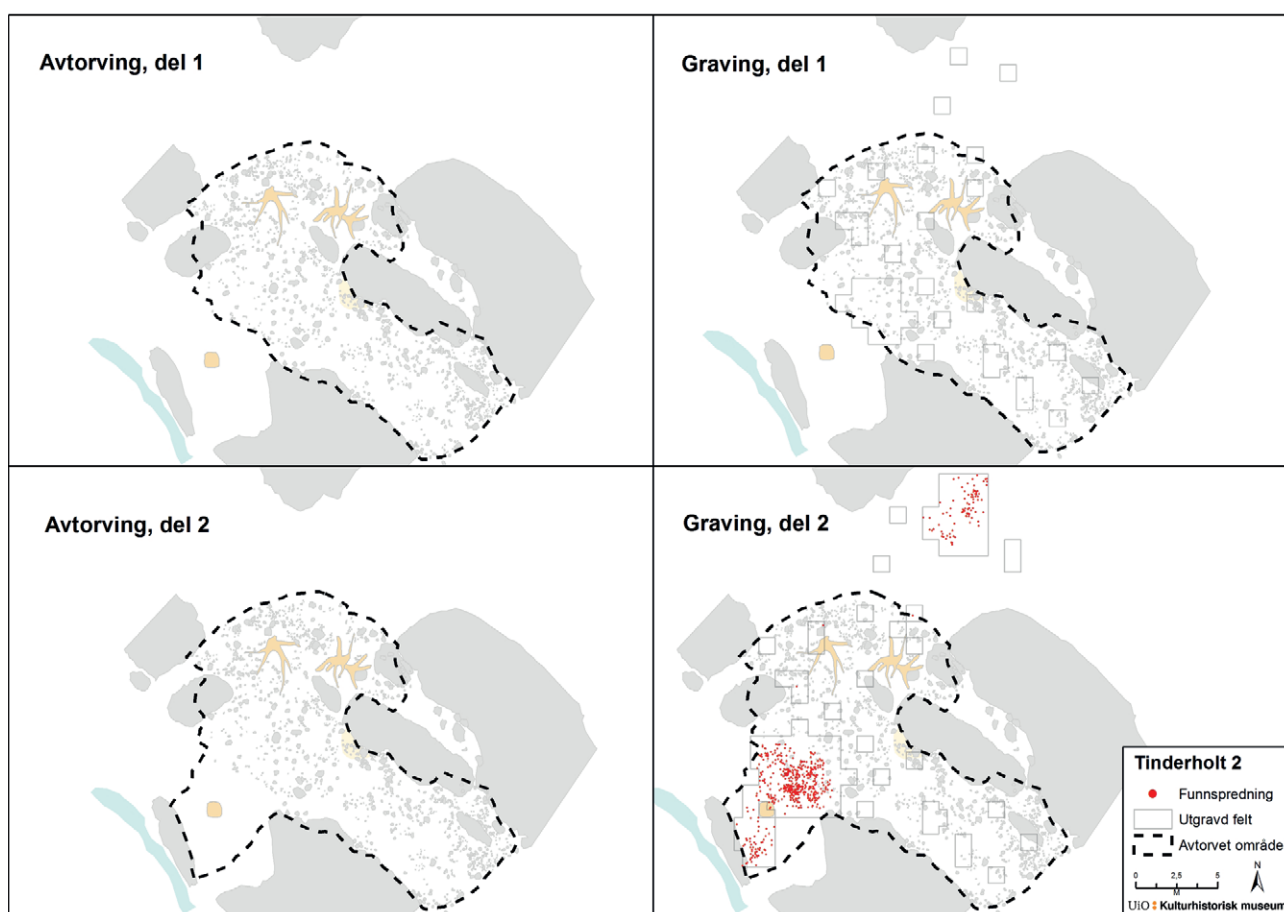 Avtorving, del 1
Graving, del 1
Avtorving, del 2
Graving, del 2
Tinderholt 2
Funnspredning
Utgravd felt
Avtorvet område
N
0 2,5 5
M
UiO Kulturhistorisk museum